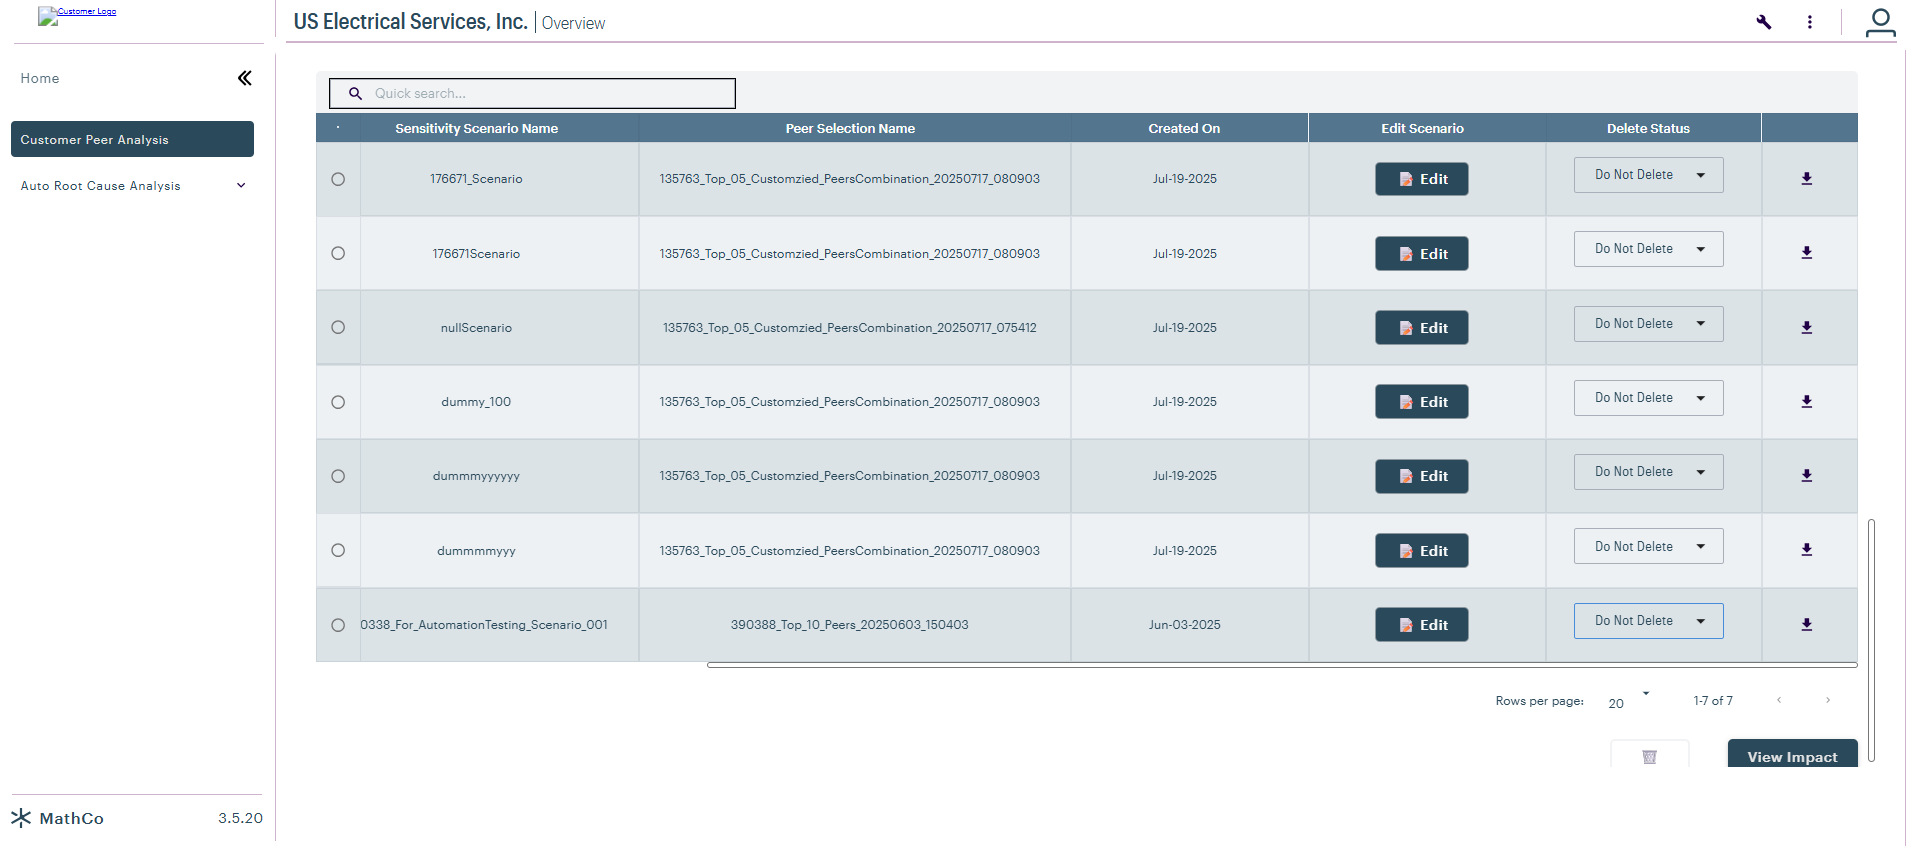 Customer Logo
US Electrical Services, Inc. Overview
Home
Quick search...
Customer Peer Analysis
Auto Root Cause Analysis
Sensitivity Scenario Name Peer Selection Name Created On Edit Scenario Delete Status
176671_Scenario 135763_Top_05_Customzied_PeersCombination_20250717_080903 Jul-19-2025 Edit Do Not Delete
176671Scenario 135763_Top_05_Customzied_PeersCombination_20250717_080903 Jul-19-2025 Edit Do Not Delete
nullScenario 135763_Top_05_Customzied_PeersCombination_20250717_075412 Jul-19-2025 Edit Do Not Delete
dummy_100 135763_Top_05_Customzied_PeersCombination_20250717_080903 Jul-19-2025 Edit Do Not Delete
dummmyyyyyy 135763_Top_05_Customzied_PeersCombination_20250717_080903 Jul-19-2025 Edit Do Not Delete
dummmmyyy 135763_Top_05_Customzied_PeersCombination_20250717_080903 Jul-19-2025 Edit Do Not Delete
0338_For_AutomationTesting_Scenario_001 390388_Top_10_Peers_20250603_150403 Jun-03-2025 Edit Do Not Delete
Rows per page: 20 1-7 of 7
View Impact
MathCo 3.5.20